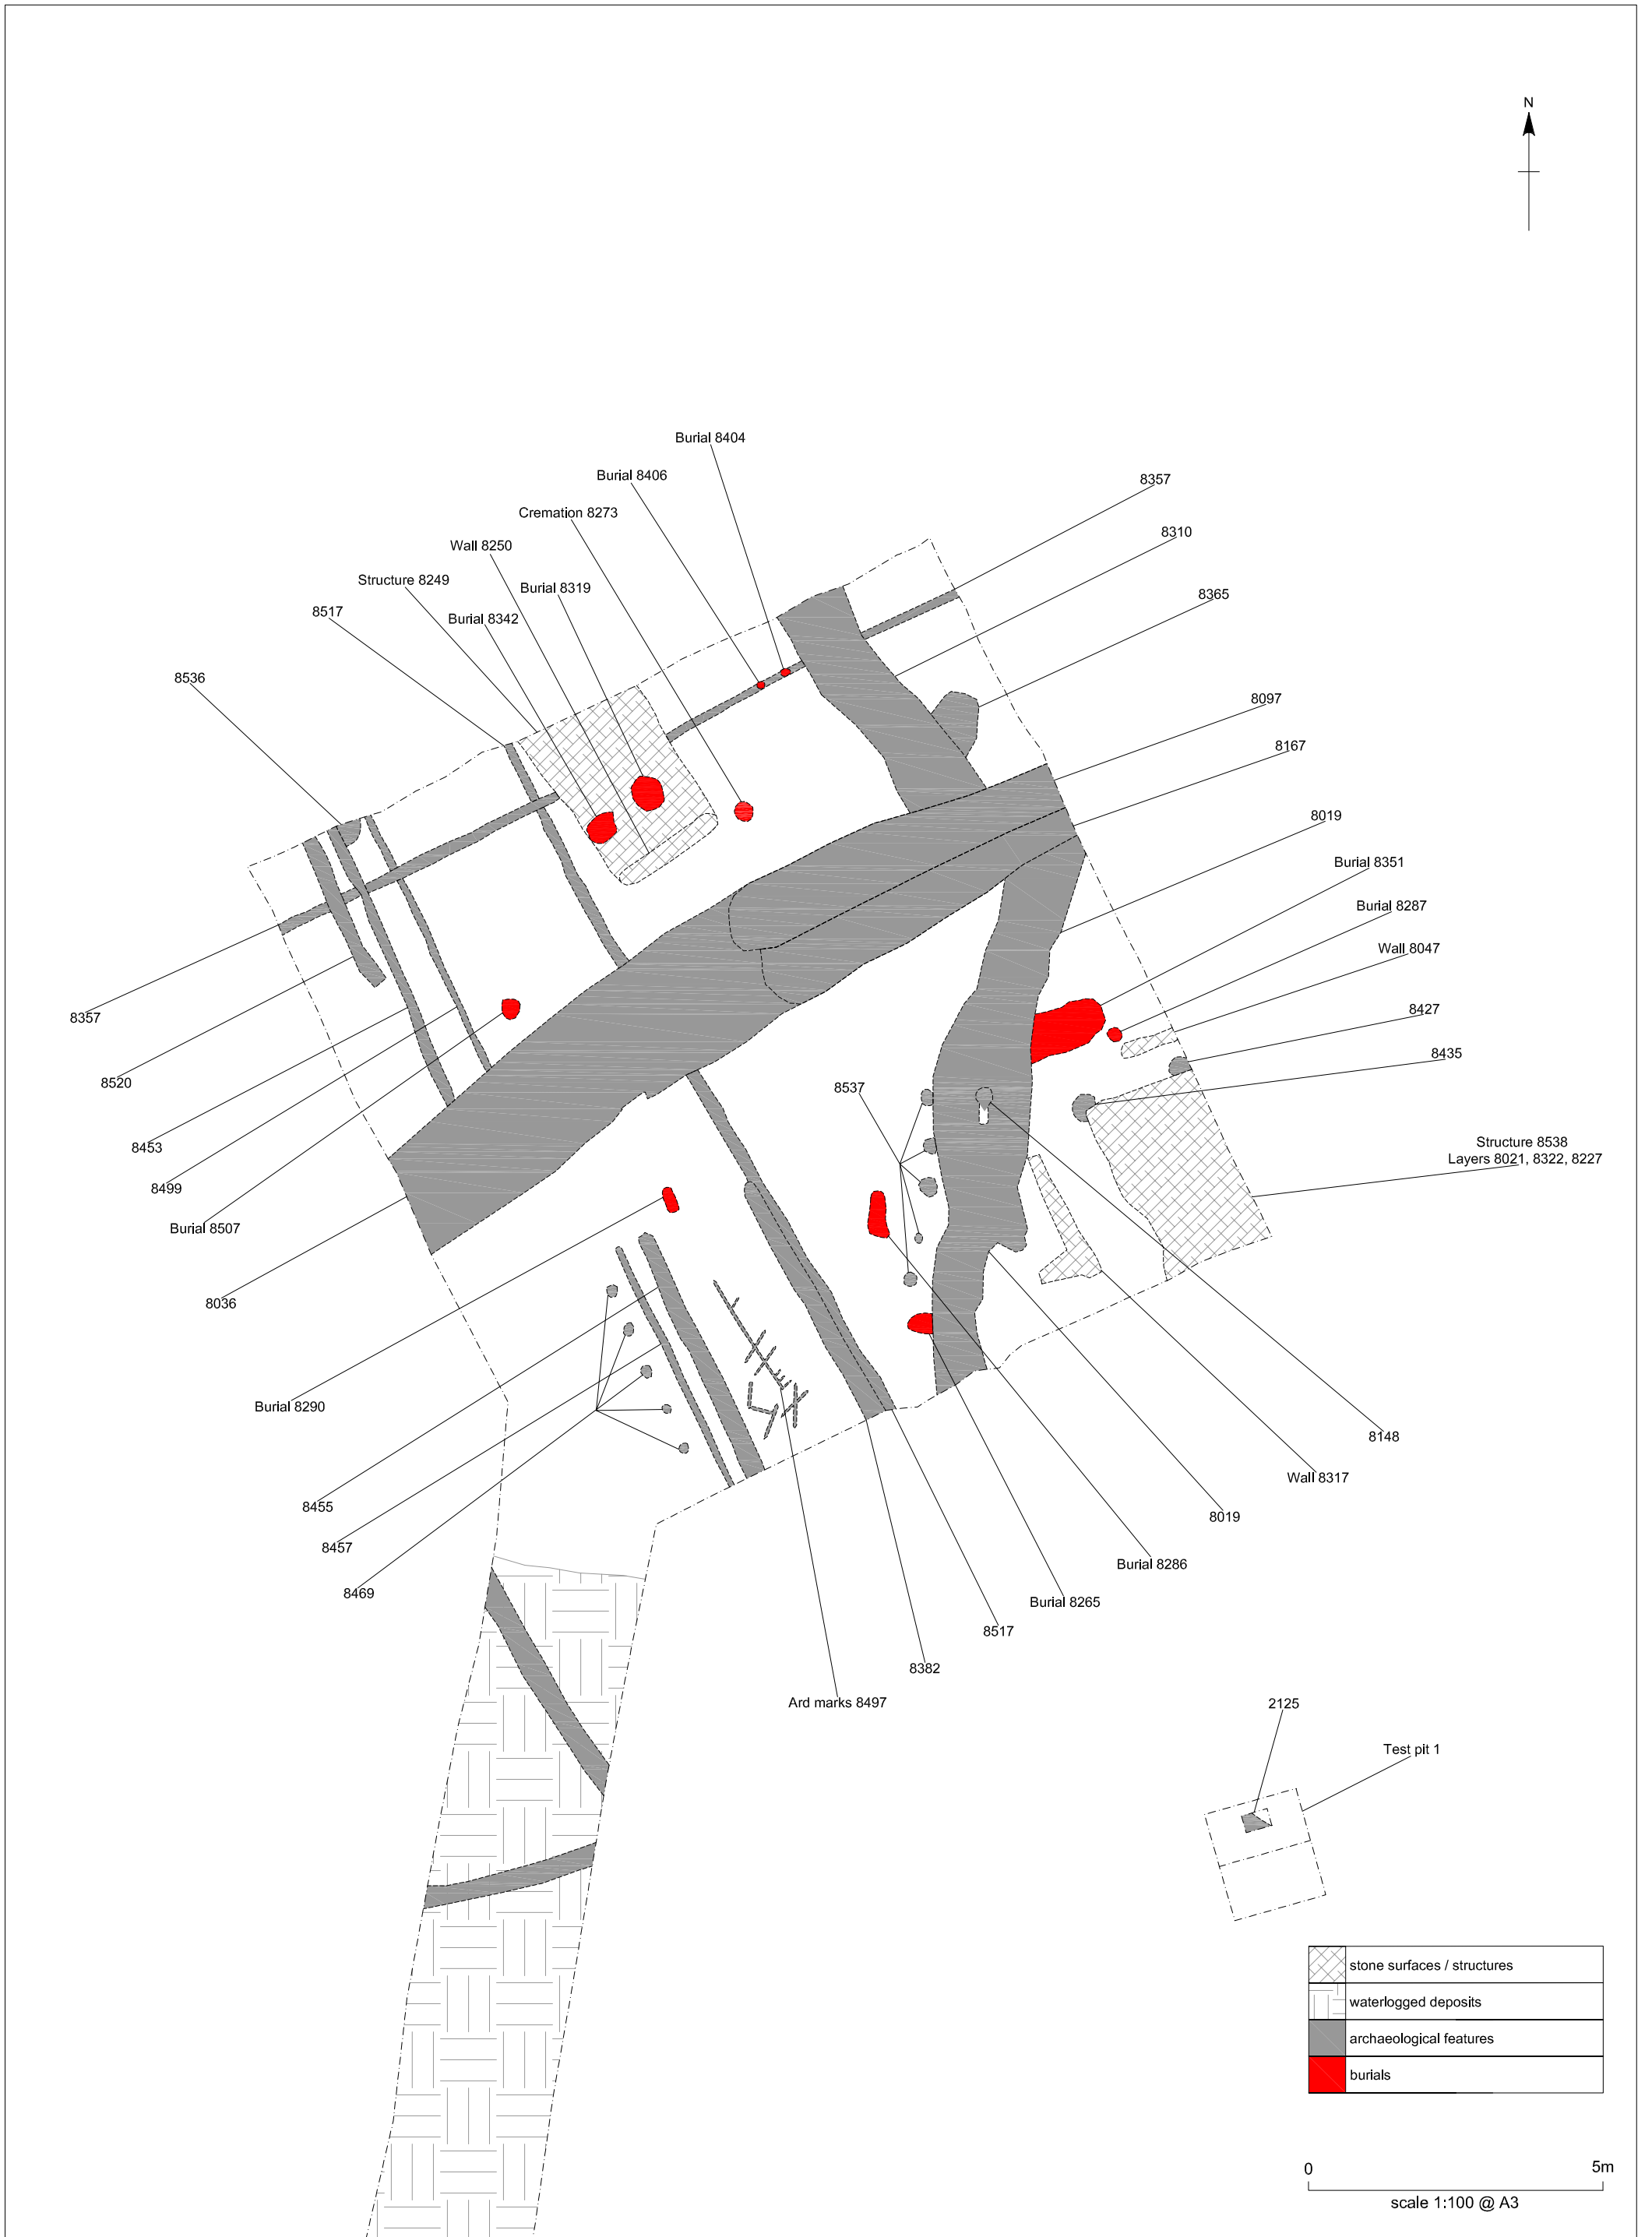 N
Burial 8404
Burial 8406
8357
Cremation 8273
8310
Wall 8250
Structure 8249
Burial 8319
8365
8517
Burial 8342
8536
8097
8167
8019
Burial 8351
Burial 8287
Wall 8047
8427
8357
8435
8520
8537
8453
Structure 8538
Layers 8021, 8322, 8227
8499
Burial 8507
8036
Burial 8290
8148
Wall 8317
8455
8019
8457
Burial 8286
8469
Burial 8265
8517
8382
Ard marks 8497
2125
Test pit 1
stone surfaces / structures
waterlogged deposits
archaeological features
burials
0 5m
scale 1:100 @ A3